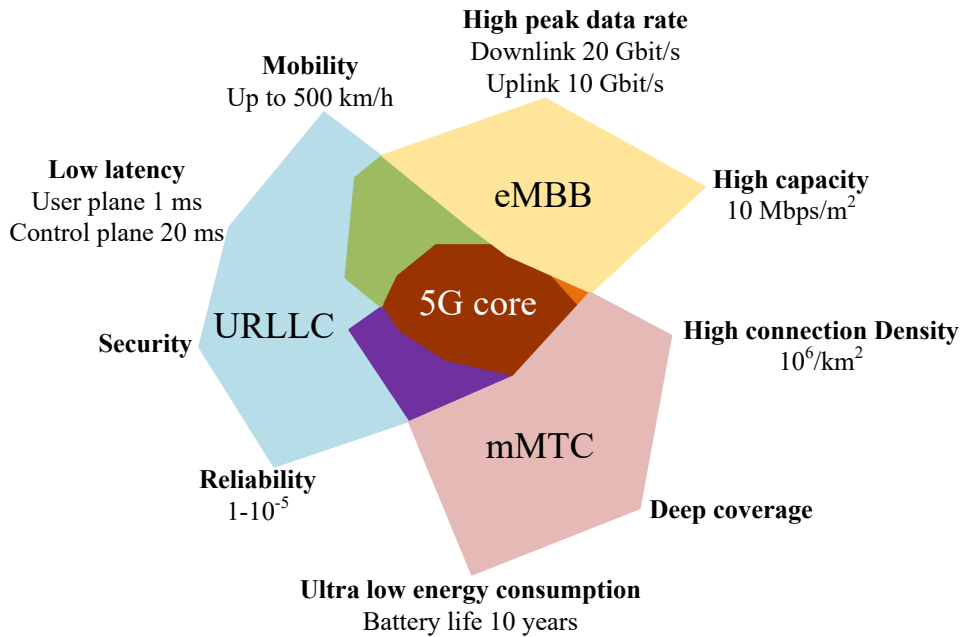 High peak data rate
Downlink 20 Gbit/s
Uplink 10 Gbit/s
Mobility
Up to 500 km/h
Low latency
User plane 1 ms
Control plane 20 ms
eMBB
High capacity
10 Mbps/m²
5G core
URLLC
Security
High connection Density
10⁶/km²
mMTC
Reliability
1-10⁻⁵
Deep coverage
Ultra low energy consumption
Battery life 10 years